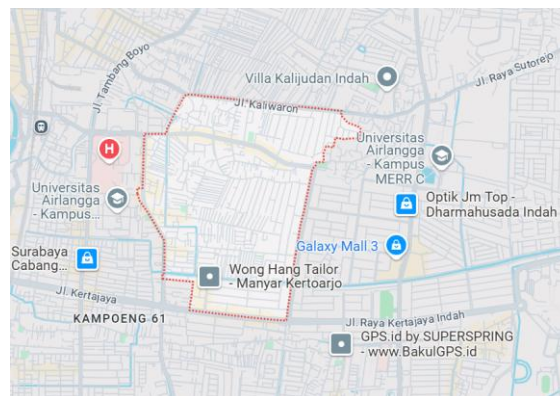 Jl. Tambang Boyo
Villa Kalijudan Indah
Jl. Raya Sutorejo
Jl. Kaliwaron
H
Universitas
Airlangga
- Kampus
MERR C
Universitas
Airlangga
- Kampus...
Optik Jm Top -
Dharmahusada Indah
Galaxy Mall 3
Surabaya
Cabang...
Wong Hang Tailor
- Manyar Kertoarjo
Jl. Kertajaya
KAMPOENG 61
Jl. Raya Kertajaya Indah
GPS.id by SUPERSPRING
- www.BakulGPS.id